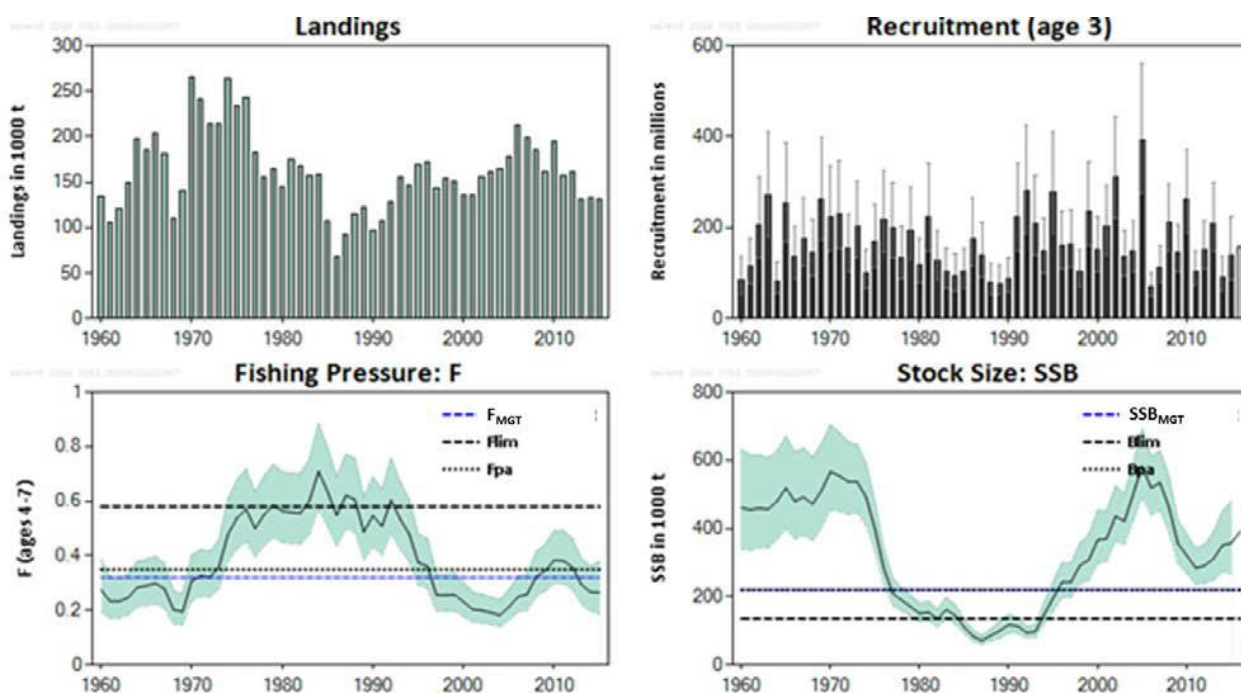 Landings
Landings in 1000 t
300
250
200
150
100
50
0
1960 1970 1980 1990 2000 2010
Recruitment (age 3)
Recruitment in millions
600
400
200
0
1960 1970 1980 1990 2000 2010
Fishing Pressure: F
F (ages 4-7)
1
0.8
0.6
0.4
0.2
0
FMGT
Flim
Fpa
1960 1970 1980 1990 2000 2010
Stock Size: SSB
SSB in 1000 t
800
600
400
200
0
SSBMGT
Blim
Bpa
1960 1970 1980 1990 2000 2010